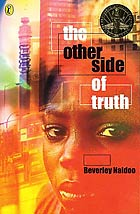 the
other
side
of
truth
Beverley Naidoo